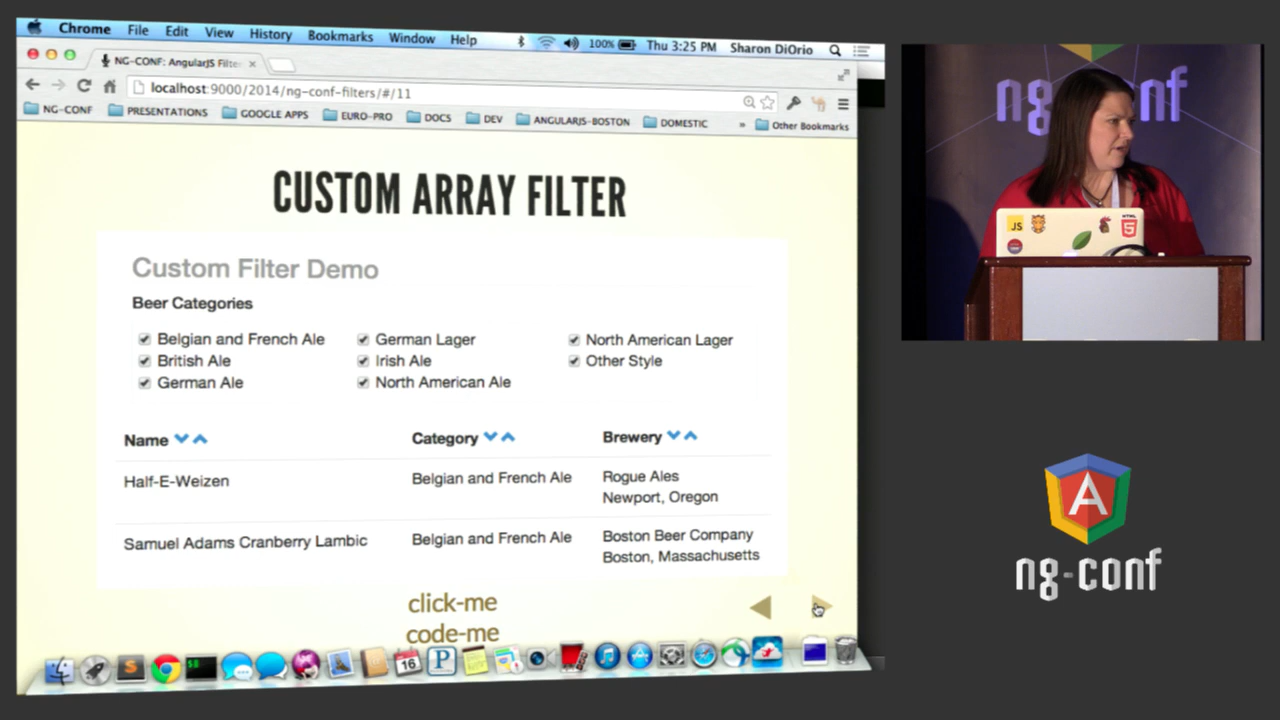 Chrome File Edit View History Bookmarks Window Help 100% Thu 3:25 PM Sharon DiOrio
NG-CONF: AngularJS Filte
localhost:9000/2014/ng-conf-filters/#/11
NG-CONF PRESENTATIONS GOOGLE APPS EURO-PRO DOCS DEV ANGULARJS-BOSTON DOMESTIC » Other Bookmarks
CUSTOM ARRAY FILTER
Custom Filter Demo
Beer Categories
Belgian and French Ale German Lager North American Lager
British Ale Irish Ale Other Style
German Ale North American Ale
Name Category Brewery
Half-E-Weizen Belgian and French Ale Rogue Ales
Newport, Oregon
Samuel Adams Cranberry Lambic Belgian and French Ale Boston Beer Company
Boston, Massachusetts
click-me
code-me
16
P
S
$
ng-conf
JS
HTML
5
A
ng-conf